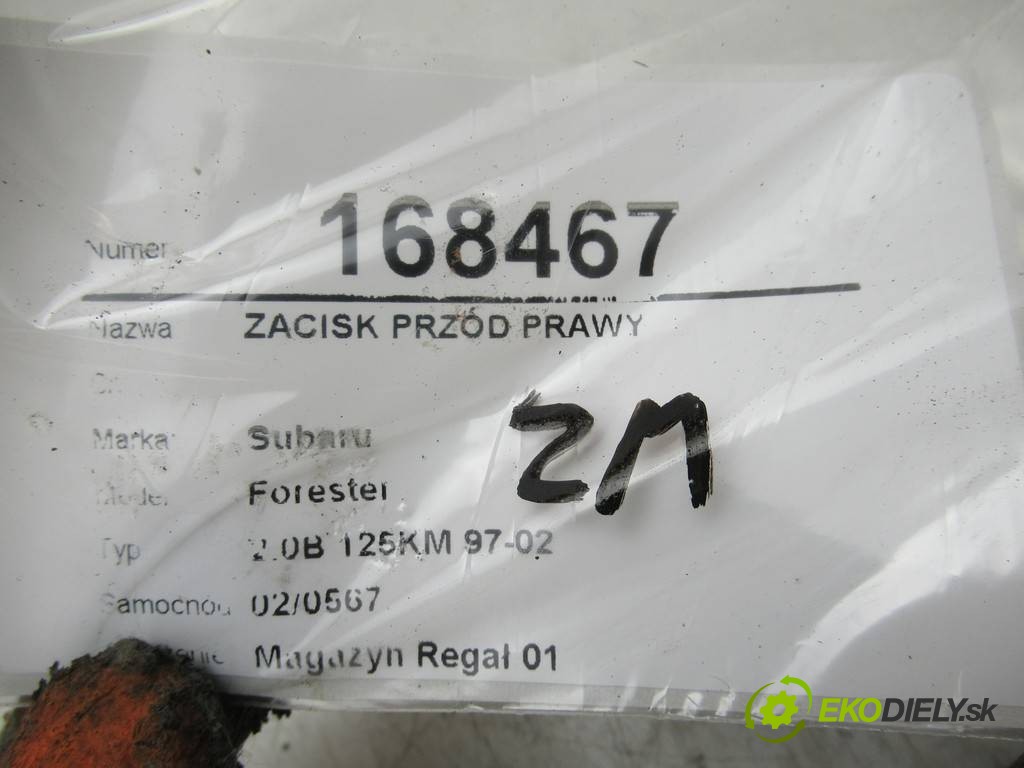 Numer 168467
Nazwa ZACISK PRZÓD PRAWY
Marka Subaru
Model Forester
ZM
Typ 2.0B 125KM 97-02
Samochód 02/0567
Magazyn Regał 01
EKODIELY.sk